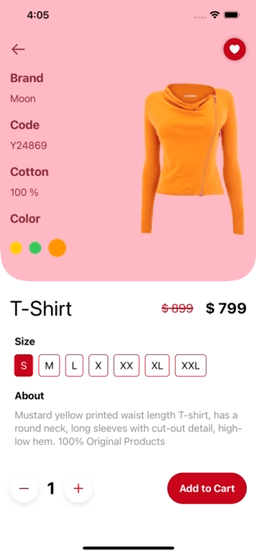 4:05
Brand
Moon
Code
Y24869
Cotton
100 %
Color
T-Shirt
$ 899
$ 799
Size
S
M
L
X
XX
XL
XXL
About
Mustard yellow printed waist length T-shirt, has a
round neck, long sleeves with cut-out detail, high-
low hem. 100% Original Products
− 1 +
Add to Cart